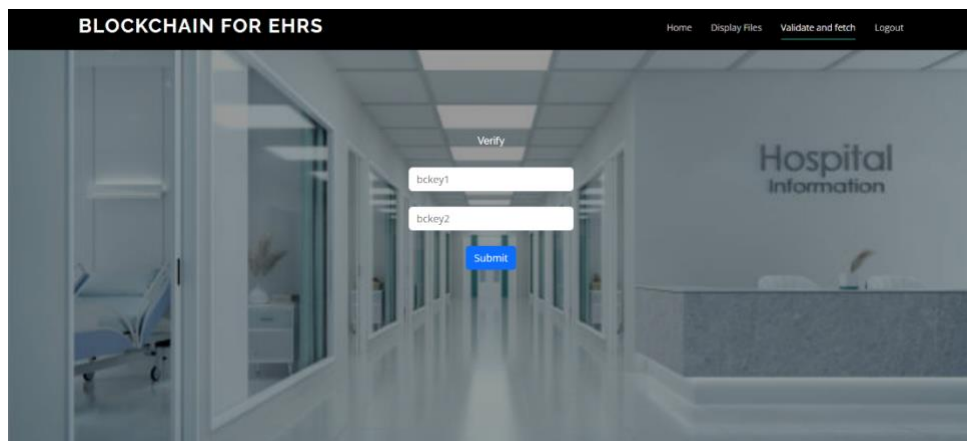 BLOCKCHAIN FOR EHRS
Home Display Files Validate and fetch Logout
Verify
Hospital
Information
bckey1
bckey2
Submit